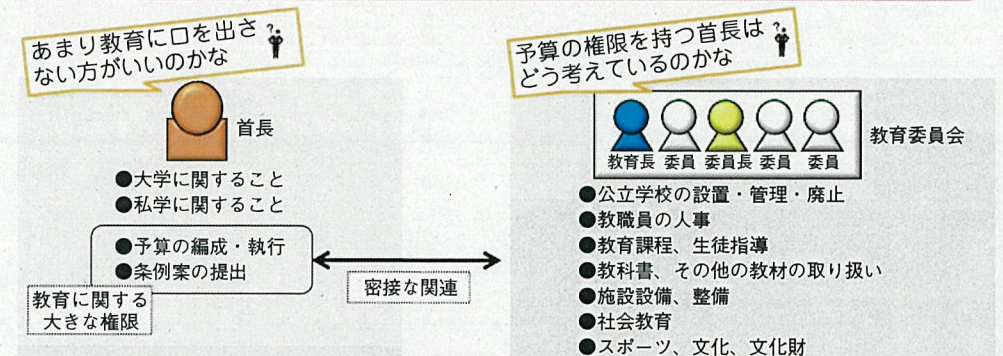 あまり教育に口を出さ
ない方がいいのかな
首長
●大学に関すること
●私学に関すること
●予算の編成・執行
●条例案の提出
教育に関する
大きな権限
密接な関連
予算の権限を持つ首長は
どう考えているのかな
教育長 委員 委員長 委員 委員
教育委員会
●公立学校の設置・管理・廃止
●教職員の人事
●教育課程、生徒指導
●教科書、その他の教材の取り扱い
●施設設備、整備
●社会教育
●スポーツ、文化、文化財